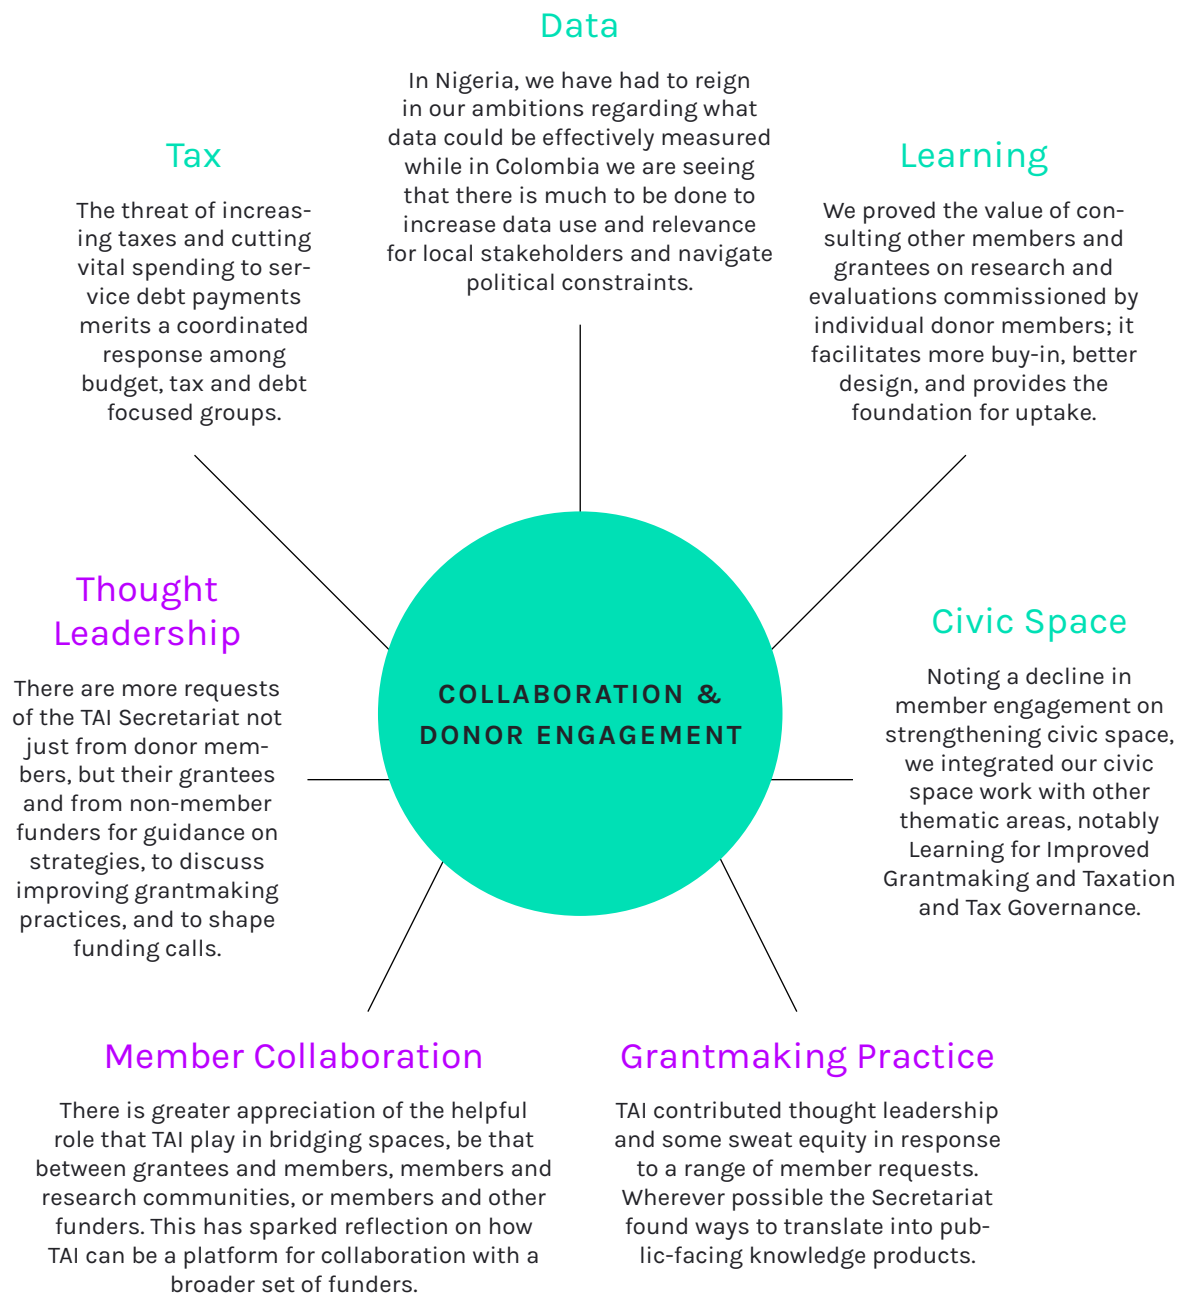 Data
In Nigeria, we have had to reign
in our ambitions regarding what
data could be effectively measured
while in Colombia we are seeing
that there is much to be done to
increase data use and relevance
for local stakeholders and navigate
political constraints.
Tax
The threat of increas-
ing taxes and cutting
vital spending to ser-
vice debt payments
merits a coordinated
response among
budget, tax and debt
focused groups.
Learning
We proved the value of con-
sulting other members and
grantees on research and
evaluations commissioned by
individual donor members; it
facilitates more buy-in, better
design, and provides the
foundation for uptake.
Thought
Leadership
There are more requests
of the TAI Secretariat not
just from donor mem-
bers, but their grantees
and from non-member
funders for guidance on
strategies, to discuss
improving grantmaking
practices, and to shape
funding calls.
COLLABORATION &
DONOR ENGAGEMENT
Civic Space
Noting a decline in
member engagement on
strengthening civic space,
we integrated our civic
space work with other
thematic areas, notably
Learning for Improved
Grantmaking and Taxation
and Tax Governance.
Member Collaboration
There is greater appreciation of the helpful
role that TAI play in bridging spaces, be that
between grantees and members, members and
research communities, or members and other
funders. This has sparked reflection on how
TAI can be a platform for collaboration with a
broader set of funders.
Grantmaking Practice
TAI contributed thought leadership
and some sweat equity in response
to a range of member requests.
Wherever possible the Secretariat
found ways to translate into pub-
lic-facing knowledge products.